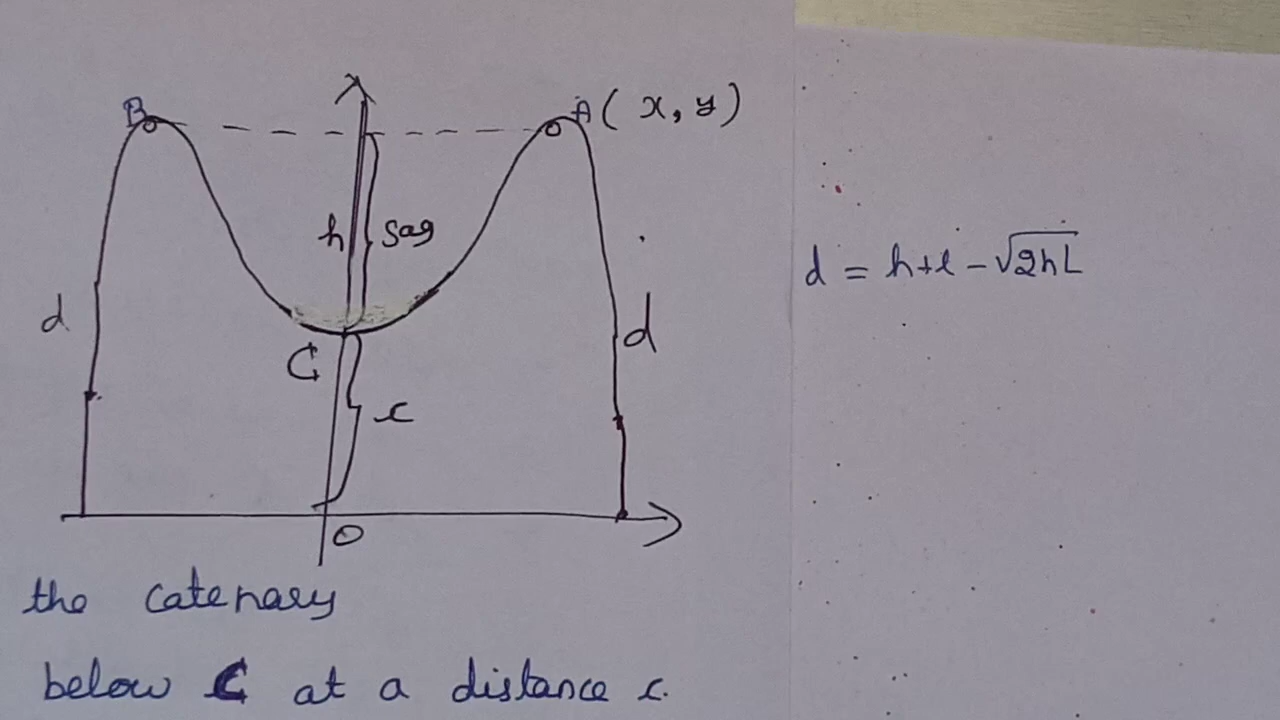 B
A ( x, y )
h
sag
d = h+l - √2hL
d
d
C
c
O
the catenary
below C at a distance c.